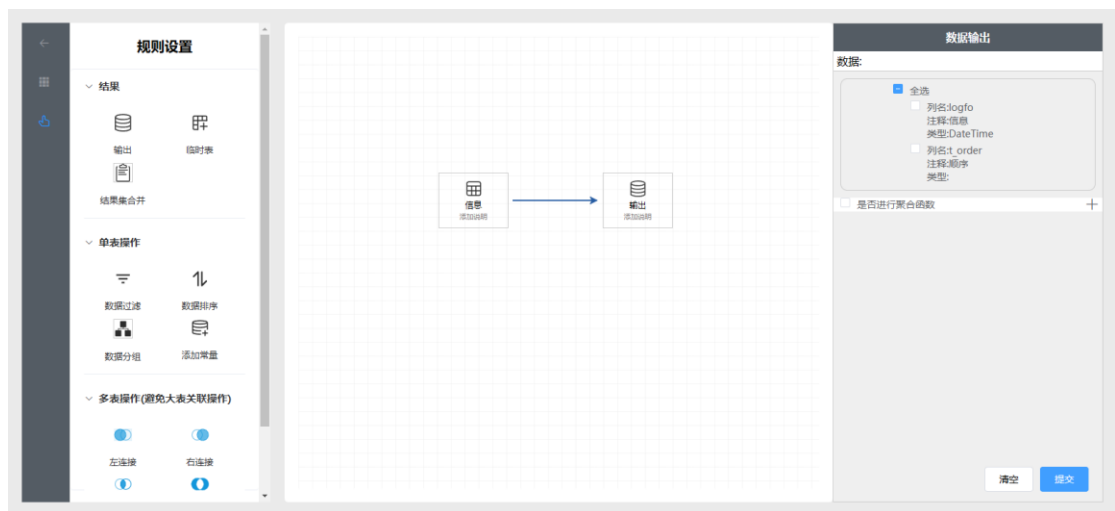 规则设置
结果
输出
临时表
结果集合并
单表操作
数据过滤
数据排序
数据分组
添加常量
多表操作(避免大表关联操作)
左连接
右连接
信息
添加说明
输出
添加说明
数据输出
数据:
全选
列名:logfo
注释:信息
类型:DateTime
列名:t_order
注释:顺序
类型:
是否进行聚合函数
清空
提交